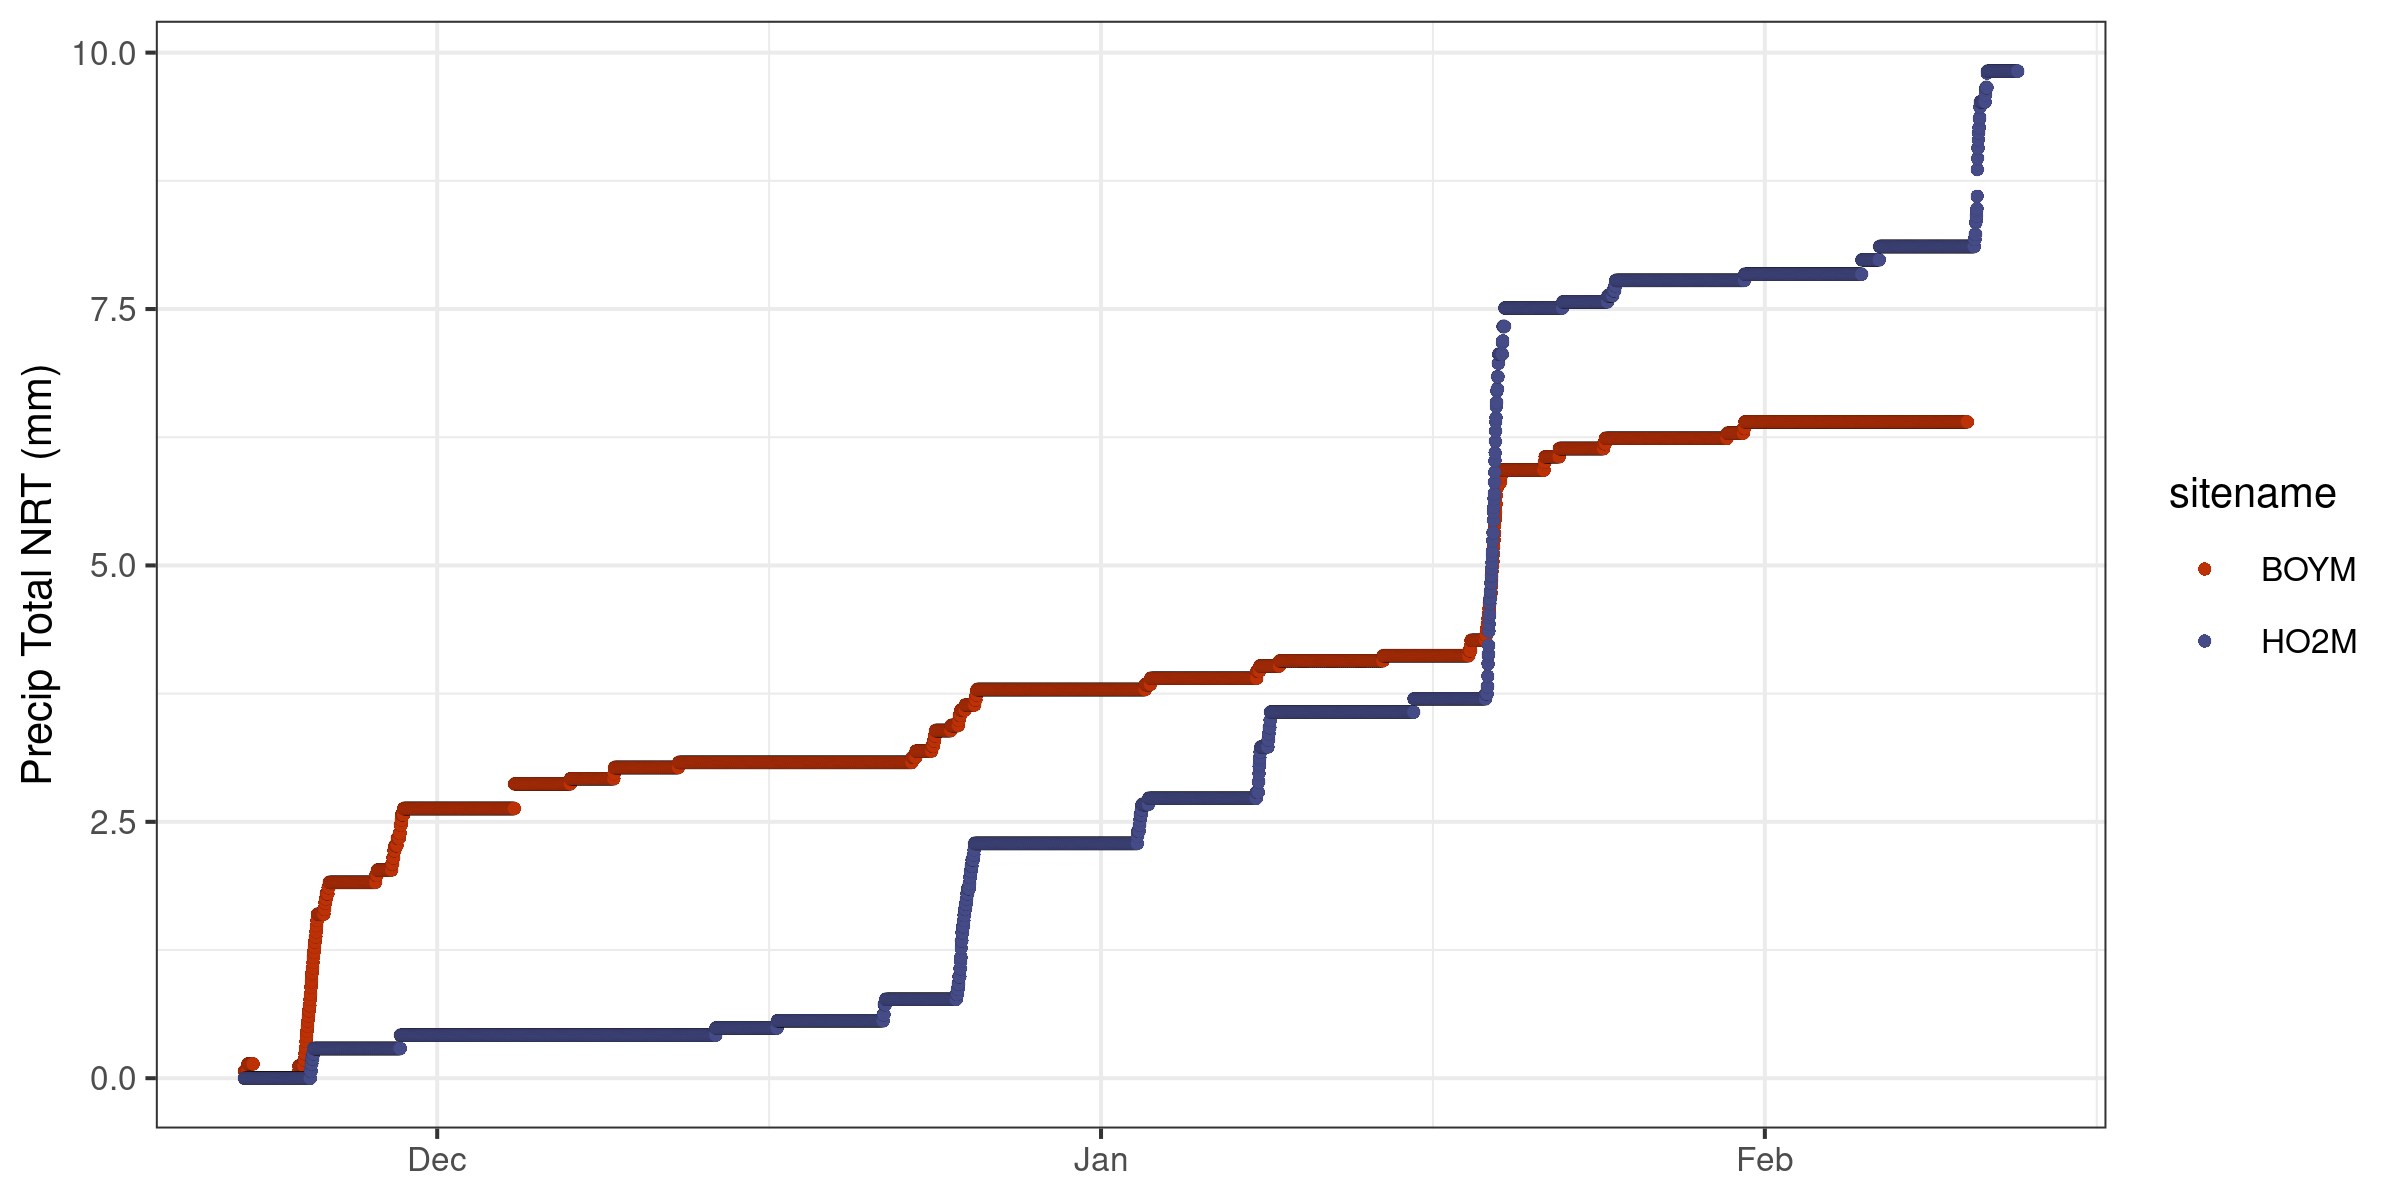 Precip Total NRT (mm)
10.0
7.5
5.0
2.5
0.0
Dec
Jan
Feb
sitename
BOYM
HO2M